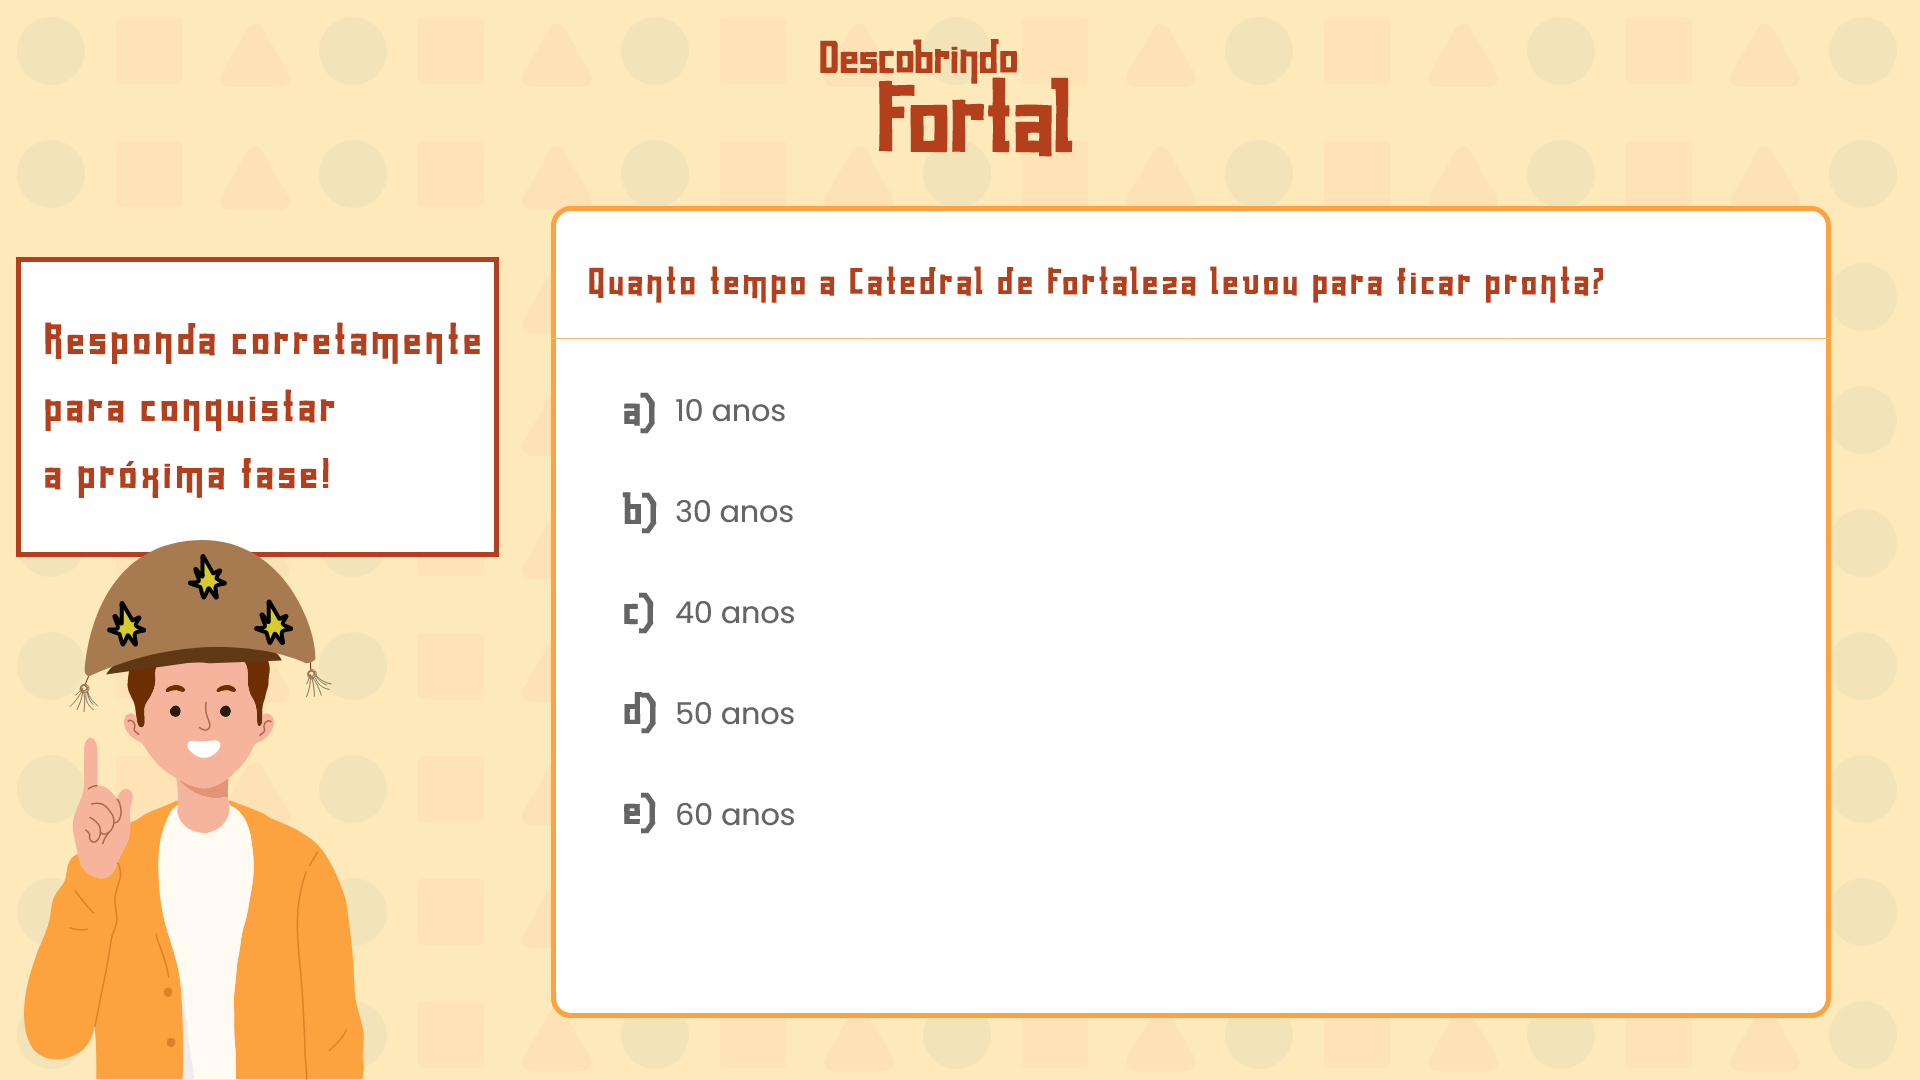 Descobrindo
Fortal
Responda corretamente
para conquistar
a próxima fase!
Quanto tempo a Catedral de Fortaleza levou para ficar pronta?
a) 10 anos
b) 30 anos
c) 40 anos
d) 50 anos
e) 60 anos